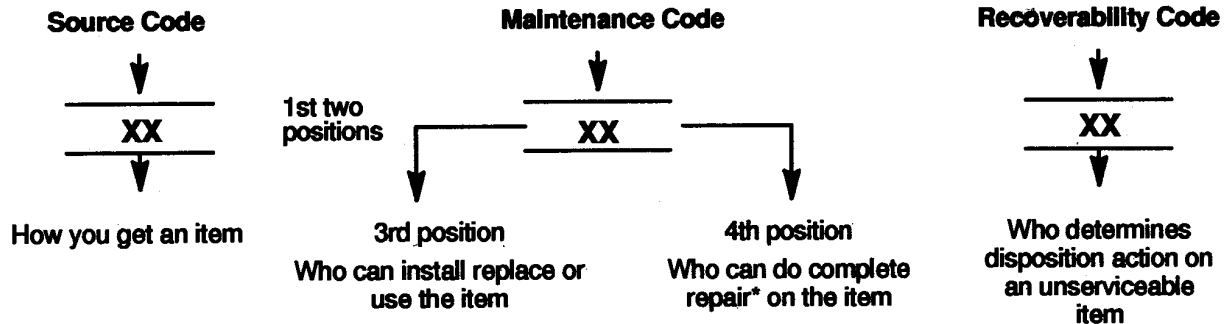 Source Code
Maintenance Code
Recoverability Code
XX
1st two
positions
XX
XX
How you get an item
3rd position
Who can install replace or
use the item
4th position
Who can do complete
repair* on the item
Who determines
disposition action on
an unserviceable
item